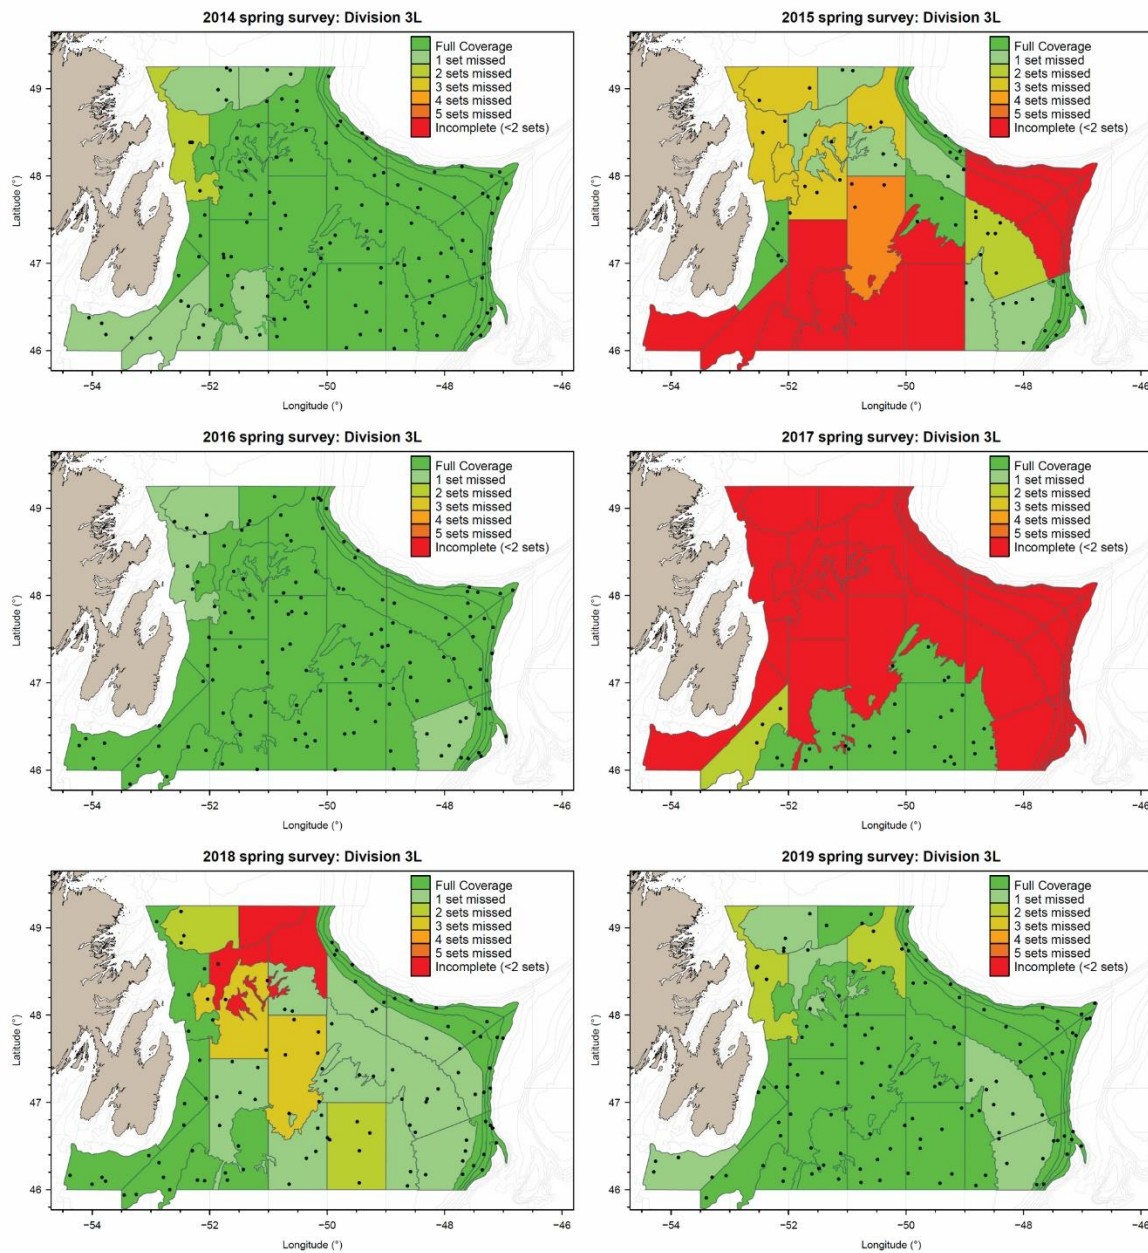 2014 spring survey: Division 3L
Full Coverage
1 set missed
2 sets missed
3 sets missed
4 sets missed
5 sets missed
Incomplete (<2 sets)
49
48
47
46
Latitude (°)
−54
−52
−50
−48
−46
Longitude (°)
2015 spring survey: Division 3L
Full Coverage
1 set missed
2 sets missed
3 sets missed
4 sets missed
5 sets missed
Incomplete (<2 sets)
49
48
47
46
Latitude (°)
−54
−52
−50
−48
−46
Longitude (°)
2016 spring survey: Division 3L
Full Coverage
1 set missed
2 sets missed
3 sets missed
4 sets missed
5 sets missed
Incomplete (<2 sets)
49
48
47
46
Latitude (°)
−54
−52
−50
−48
−46
Longitude (°)
2017 spring survey: Division 3L
Full Coverage
1 set missed
2 sets missed
3 sets missed
4 sets missed
5 sets missed
Incomplete (<2 sets)
49
48
47
46
Latitude (°)
−54
−52
−50
−48
−46
Longitude (°)
2018 spring survey: Division 3L
Full Coverage
1 set missed
2 sets missed
3 sets missed
4 sets missed
5 sets missed
Incomplete (<2 sets)
49
48
47
46
Latitude (°)
−54
−52
−50
−48
−46
Longitude (°)
2019 spring survey: Division 3L
Full Coverage
1 set missed
2 sets missed
3 sets missed
4 sets missed
5 sets missed
Incomplete (<2 sets)
49
48
47
46
Latitude (°)
−54
−52
−50
−48
−46
Longitude (°)